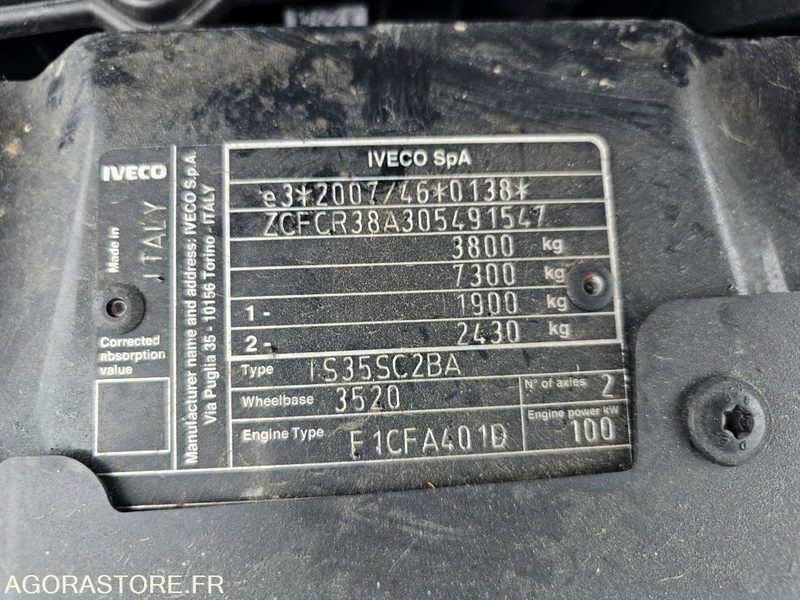 IVECO SpA
e3*2007/46*0138*
ZCFCR38A305491547
3800 kg
7300 kg
1- 1900 kg
2- 2430 kg
Type IS35SC2BA
Wheelbase 3520
N° of axles 2
Engine Type F1CFA401D
Engine power kW 100
IVECO
Made in ITALY
Corrected
absorption
value
Manufacturer name and address: IVECO S.p.A.
Via Puglia 35 - 10156 Torino - ITALY
AGORASTORE.FR